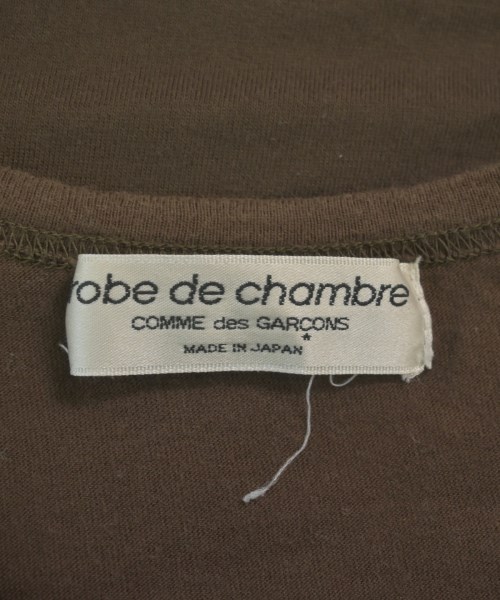 robe de chambre
COMME des GARCONS
MADE IN JAPAN*